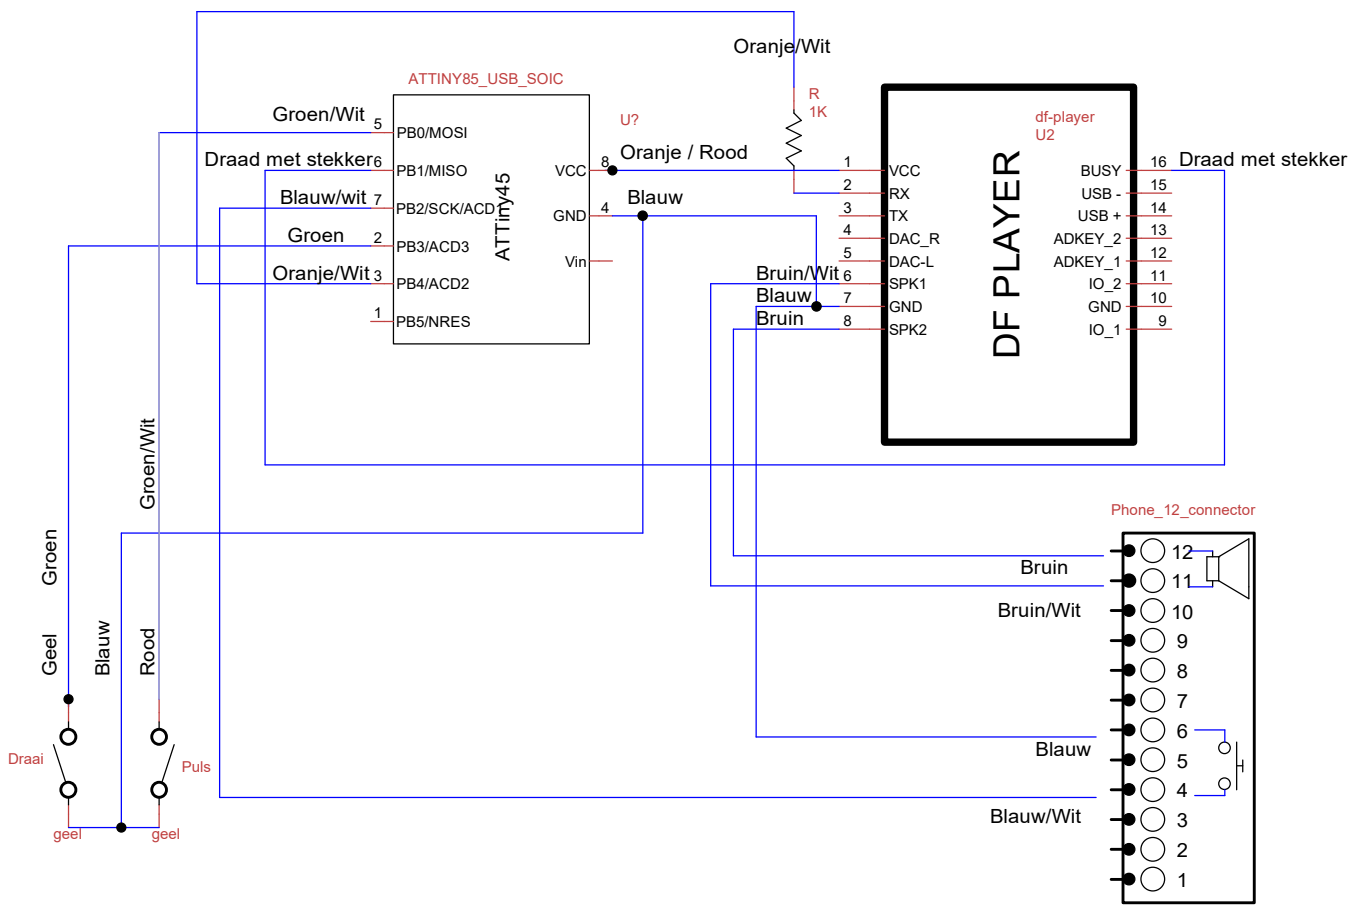 Oranje/Wit
ATTINY85_USB_SOIC
R
1K
U?
Groen/Wit
5
PB0/MOSI
Draad met stekker
6
PB1/MISO
Blauw/wit
7
PB2/SCK/ACD1
Groen
2
PB3/ACD3
Oranje/Wit
3
PB4/ACD2
1
PB5/NRES
ATTiny45
VCC
8
GND
4
Vin
Oranje / Rood
Blauw
df-player
U2
DF PLAYER
1
VCC
2
RX
3
TX
4
DAC_R
5
DAC-L
Bruin/Wit
6
SPK1
Blauw
7
GND
Bruin
8
SPK2
BUSY
16
Draad met stekker
USB -
15
USB +
14
ADKEY_2
13
ADKEY_1
12
IO_2
11
GND
10
IO_1
9
Groen/Wit
Groen
Geel
Blauw
Rood
Draai
Puls
geel
geel
Phone_12_connector
12
Bruin
11
Bruin/Wit
10
9
8
7
6
Blauw
5
4
Blauw/Wit
3
2
1